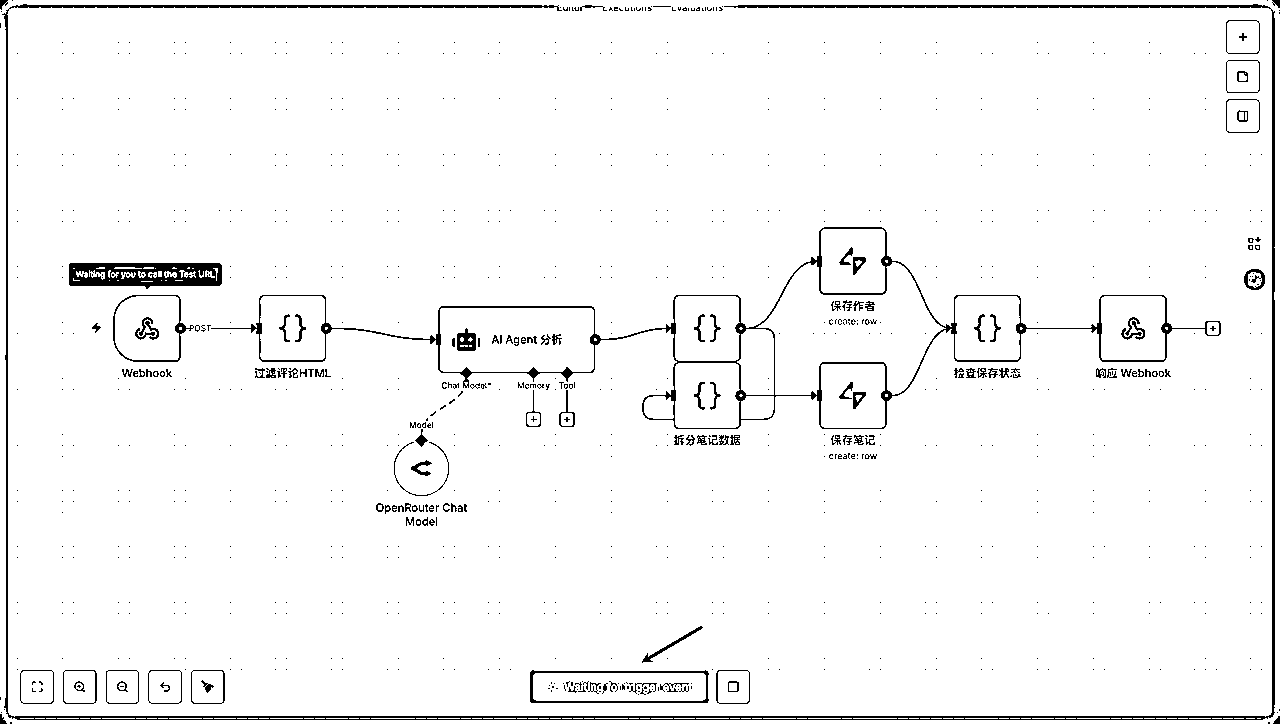 Editor Executions Evaluations
Waiting for you to call the Test URL
POST
Webhook
过滤评论HTML
AI Agent 分析
Chat Model*
Memory
Tool
Model
OpenRouter Chat
Model
拆分笔记数据
保存作者
create: row
保存笔记
create: row
检查保存状态
响应 Webhook
Waiting for trigger event